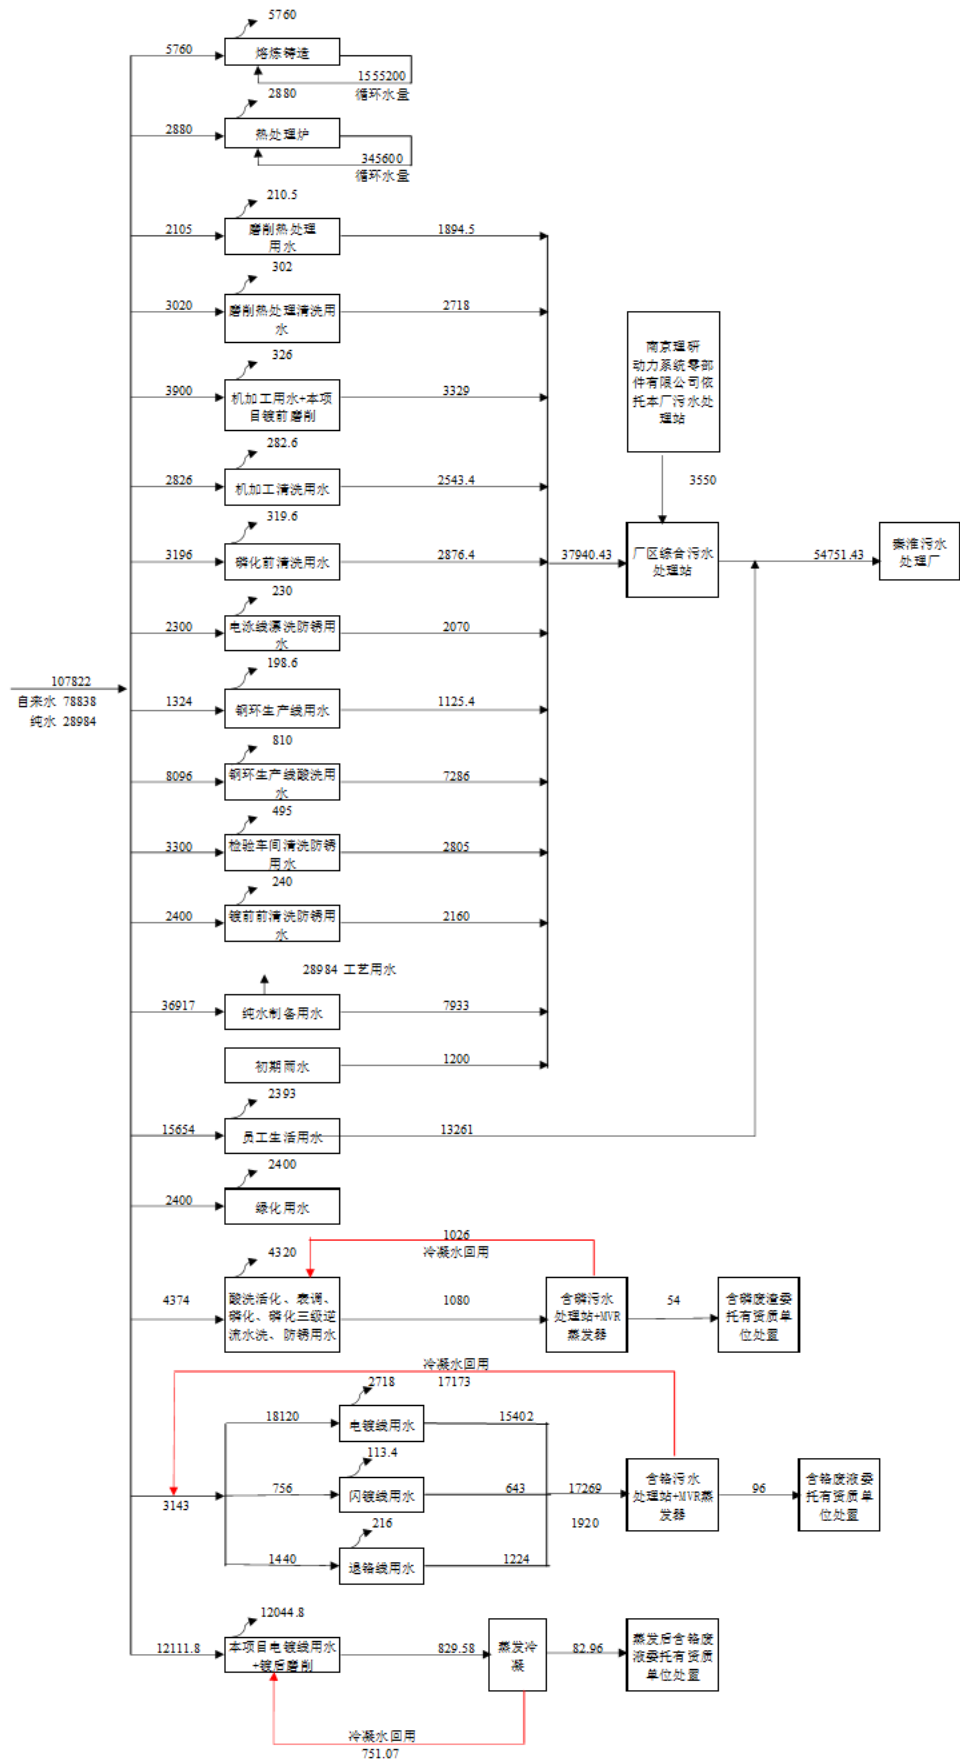 5760
5760
熔炼铸造
1555200
循环水量
2880
2880
热处理炉
345600
循环水量
210.5
2105
磨削热处理
用水
1894.5
302
3020
磨削热处理清洗用
水
2718
326
3900
机加工用水+本项
目镀前磨削
3329
282.6
2826
机加工清洗用水
2543.4
319.6
3196
磷化前清洗用水
2876.4
230
2300
电泳线漂洗防锈用
水
2070
198.6
1324
钢环生产线用水
1125.4
810
8096
钢环生产线酸洗用
水
7286
495
3300
检验车间清洗防锈
用水
2805
240
2400
镀前前清洗防锈用
水
2160
28984 工艺用水
36917
纯水制备用水
7933
初期雨水
1200
107822
自来水 78838
纯水 28984
南京理研
动力系统零部
件有限公司依
托本厂污水处
理站
3550
37940.43
厂区综合污水
处理站
54751.43
秦淮污水
处理厂
2393
15654
员工生活用水
13261
2400
2400
绿化用水
1026
冷凝水回用
4320
4374
酸洗活化、表调、
磷化、磷化三级逆
流水洗、防锈用水
1080
含磷污水
处理站+MVR
蒸发器
54
含磷废渣委
托有资质单
位处置
冷凝水回用
17173
2718
18120
电镀线用水
15402
113.4
3143
756
闪镀线用水
643
17269
1920
含铬污水
处理站+MVR蒸
发器
96
含铬废液委
托有资质单
位处置
216
1440
退铬线用水
1224
12044.8
12111.8
本项目电镀线用水
+镀后磨削
829.58
蒸发冷
凝
82.96
蒸发后含铬废
液委托有资质
单位处置
冷凝水回用
751.07